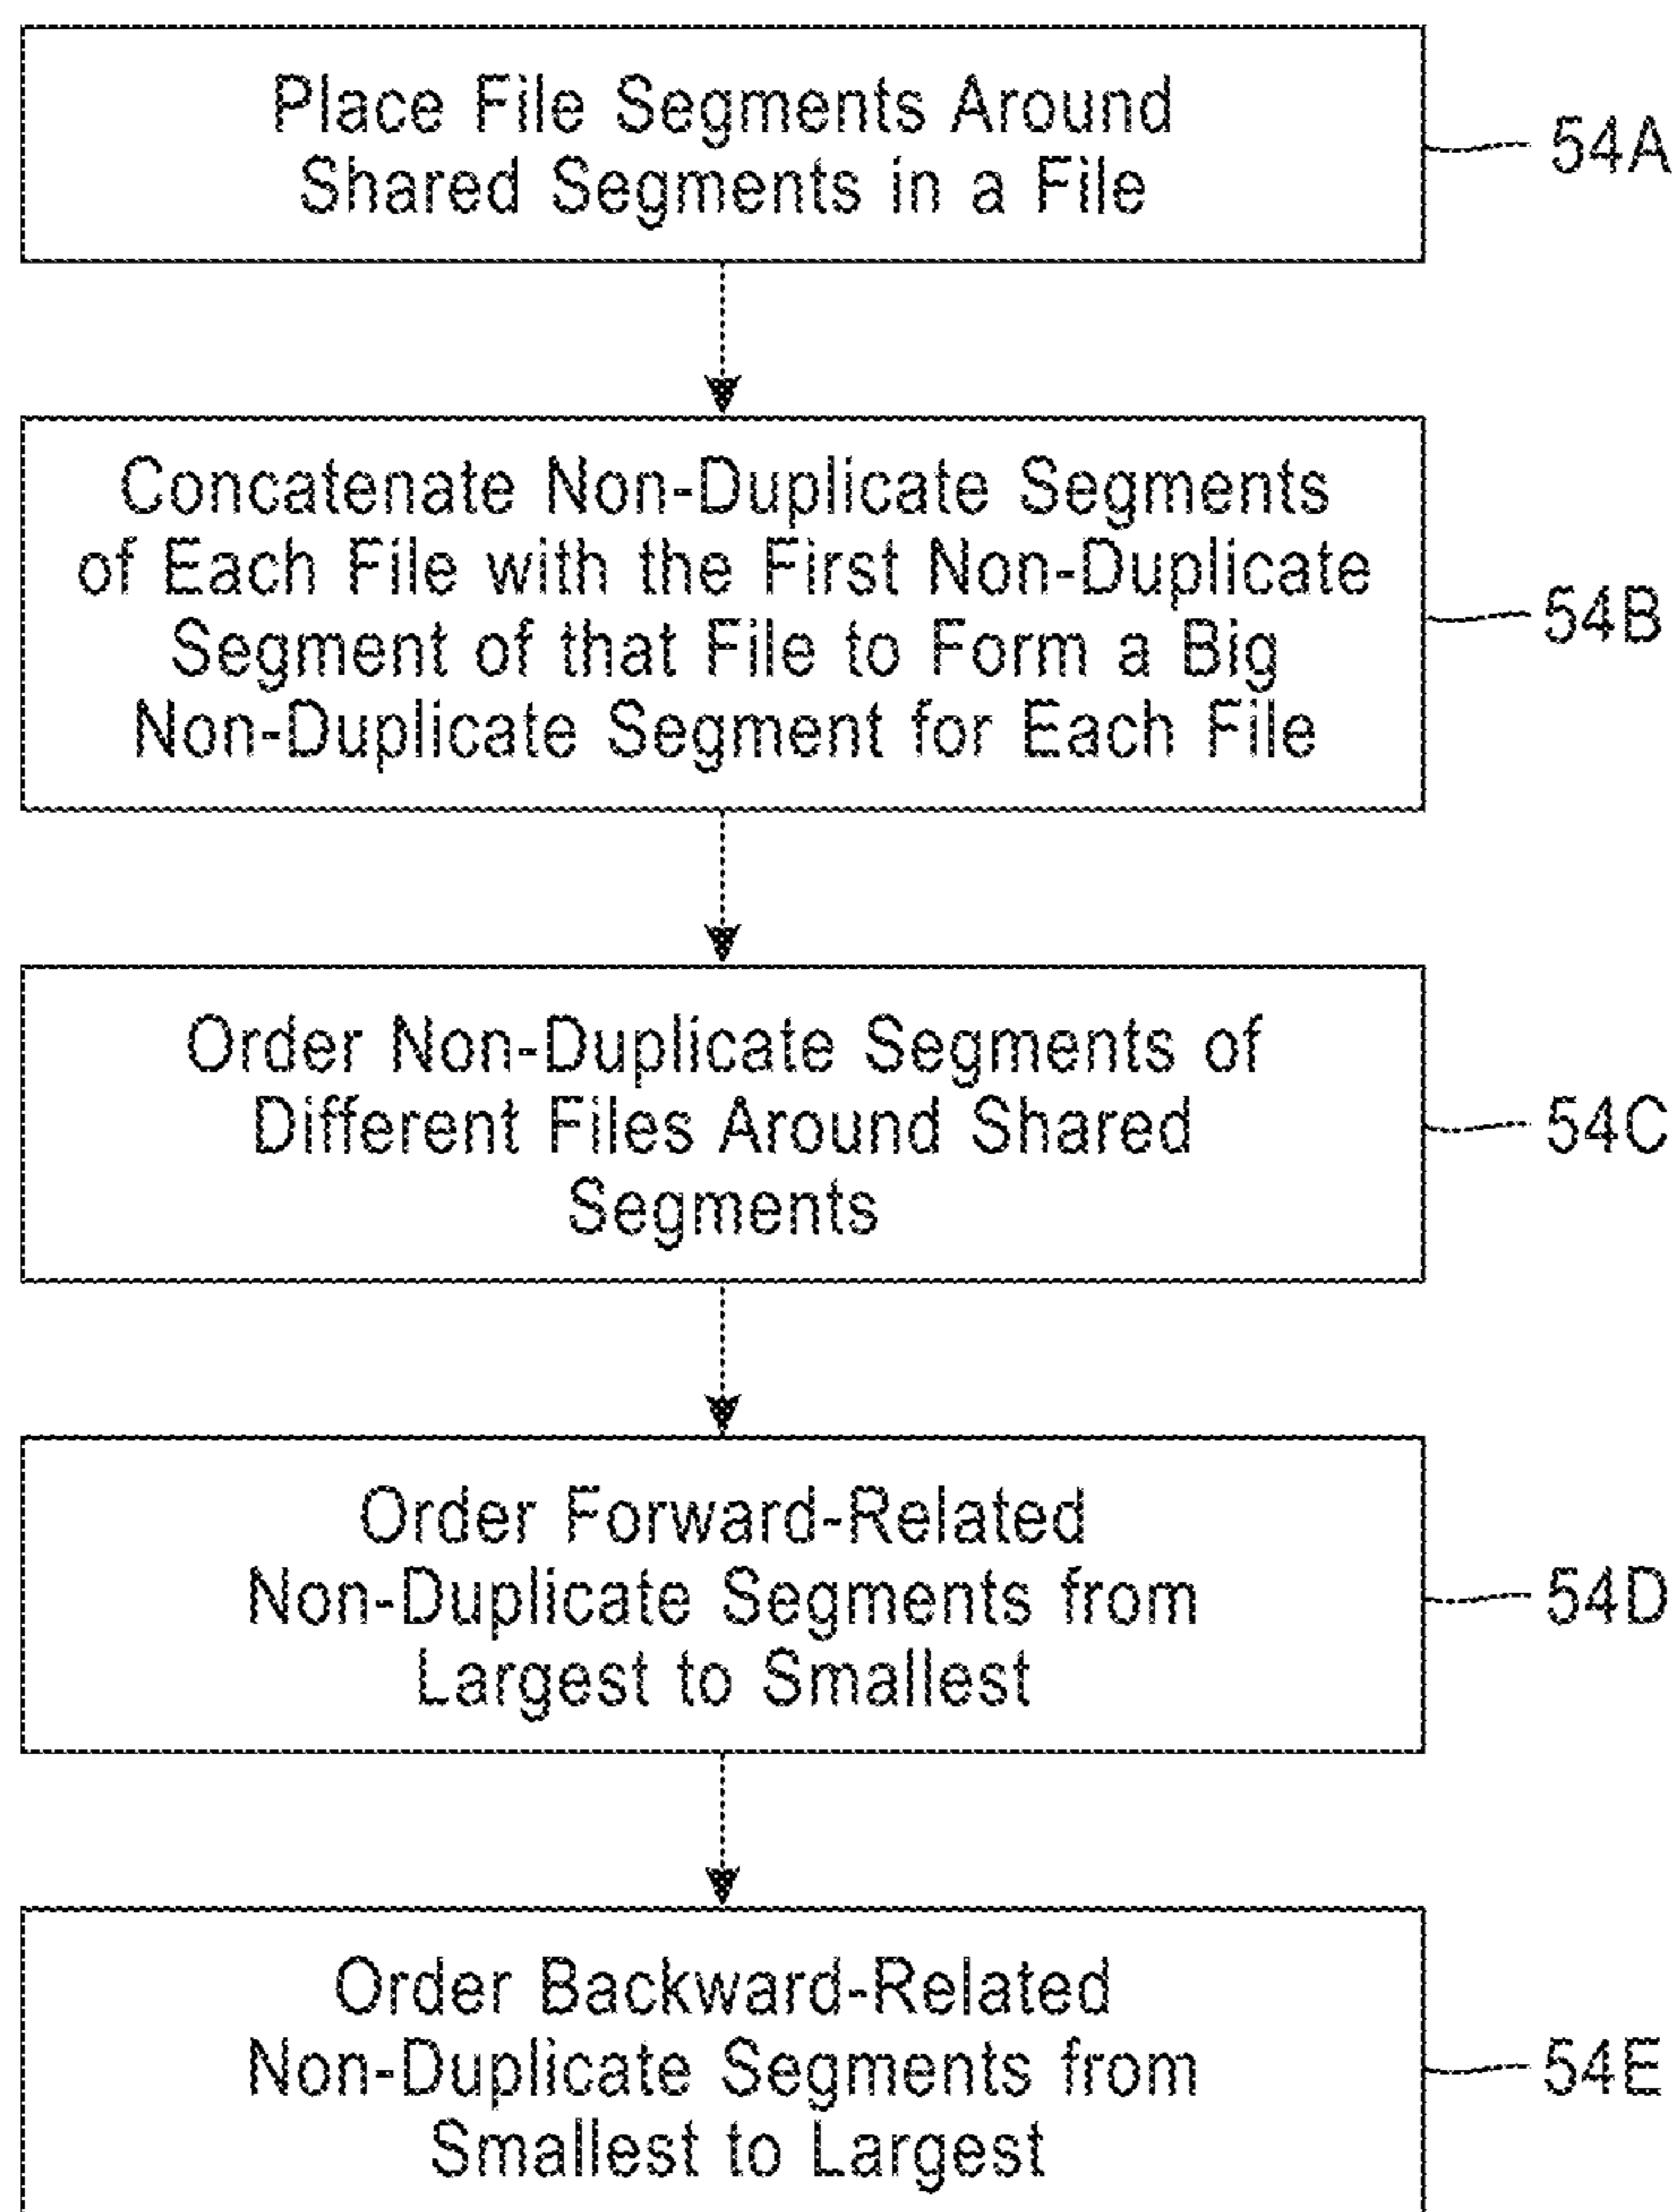 Place File Segments Around
Shared Segments in a File
54A
Concatenate Non-Duplicate Segments
of Each File with the First Non-Duplicate
Segment of that File to Form a Big
Non-Duplicate Segment for Each File
54B
Order Non-Duplicate Segments of
Different Files Around Shared
Segments
54C
Order Forward-Related
Non-Duplicate Segments from
Largest to Smallest
54D
Order Backward-Related
Non-Duplicate Segments from
Smallest to Largest
54E